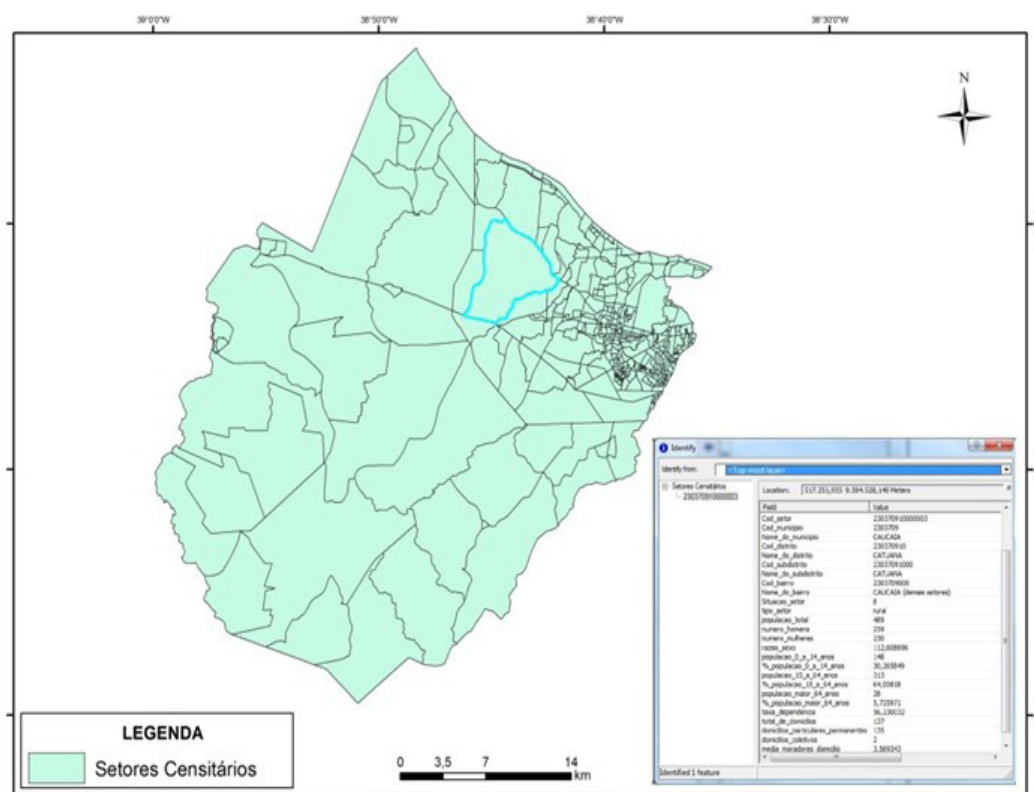 39°0'0"W 38°50'0"W 38°40'0"W 38°30'0"W
N
LEGENDA
Setores Censitários
0 3,5 7 14
km
Identify
Identify from: <Top-most layer>
Setores Censitários
230370910000003
Location: 517.251,955 9.594.528,146 Meters
Field Value
Cod_setor 230370910000003
Cod_municipio 2303709
Nome_do_municipio CAUCAIA
Cod_distrito 230370910
Nome_do_distrito CATUANA
Cod_subdistrito 23037091000
Nome_do_subdistrito CATUANA
Cod_bairro 2303709000
Nome_do_bairro CAUCAIA (demais setores)
Situacao_setor 8
tipo_setor rural
populacao_total 489
numero_homens 259
numero_mulheres 230
razao_sexo 112,608696
populacao_0_a_14_anos 148
%_populacao_0_a_14_anos 30,265849
populacao_15_a_64_anos 313
%_populacao_15_a_64_anos 64,00818
populacao_maior_64_anos 28
%_populacao_maior_64_anos 5,725971
taxa_dependencia 56,230032
total_de_domicilios 137
domicilios_particulares_permanentes 135
domicilios_coletivos 2
media_moradores_domicilio 3,569343
Identified 1 feature